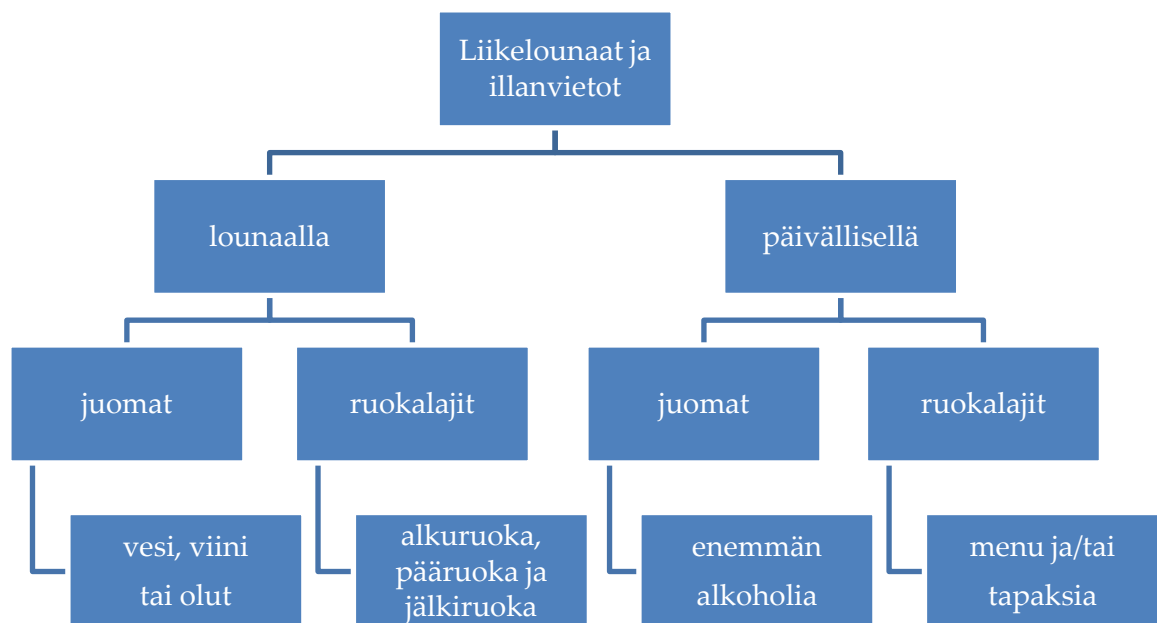 Liikelounaat ja
illanvietot
lounaalla
päivällisellä
juomat
ruokalajit
juomat
ruokalajit
vesi, viini
tai olut
alkuruoka,
pääruoka ja
jälkiruoka
enemmän
alkoholia
menu ja/tai
tapaksia